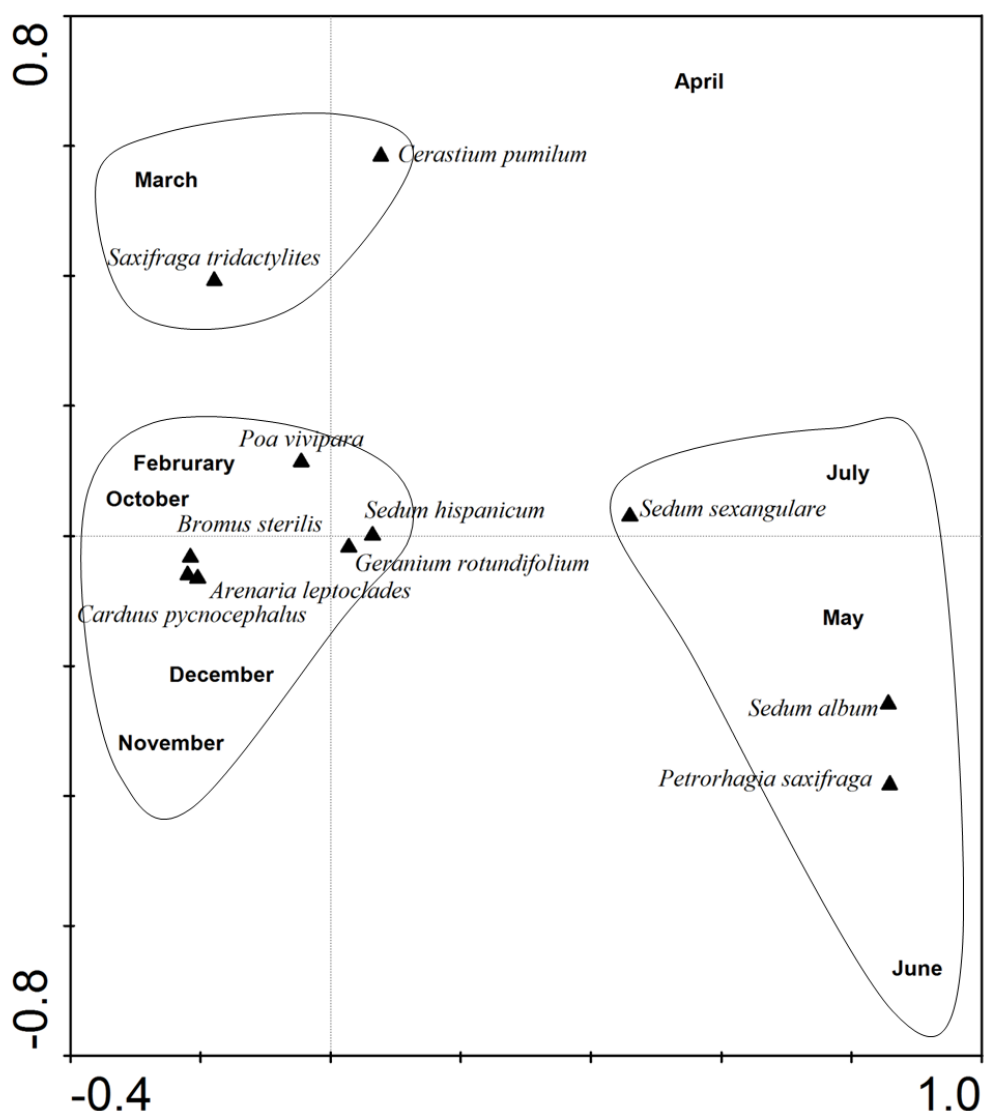 0.8
April
Cerastium pumilum
March
Saxifraga tridactylites
Poa vivipara
Februrary
July
October
Sedum hispanicum
Sedum sexangulare
Bromus sterilis
Geranium rotundifolium
Arenaria leptoclades
Carduus pycnocephalus
May
December
Sedum album
November
Petrorhagia saxifraga
June
-0.8
-0.4
1.0